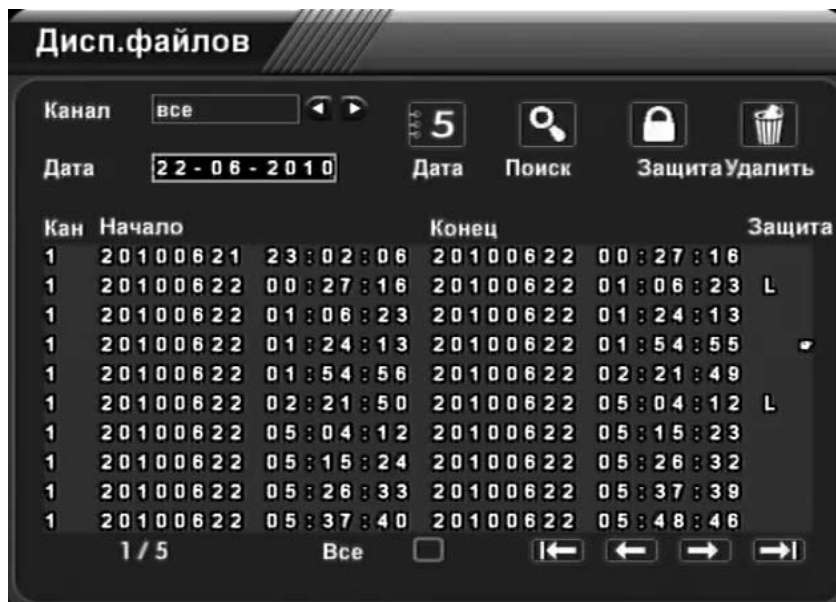 Дисп.файлов
Канал все
5
Дата 22-06-2010 Дата Поиск Защита Удалить
Кан Начало Конец Защита
1 20100621 23:02:06 20100622 00:27:16
1 20100622 00:27:16 20100622 01:06:23 L
1 20100622 01:06:23 20100622 01:24:13
1 20100622 01:24:13 20100622 01:54:55
1 20100622 01:54:56 20100622 02:21:49
1 20100622 02:21:50 20100622 05:04:12 L
1 20100622 05:04:12 20100622 05:15:23
1 20100622 05:15:24 20100622 05:26:32
1 20100622 05:26:33 20100622 05:37:39
1 20100622 05:37:40 20100622 05:48:46
1/5 Все